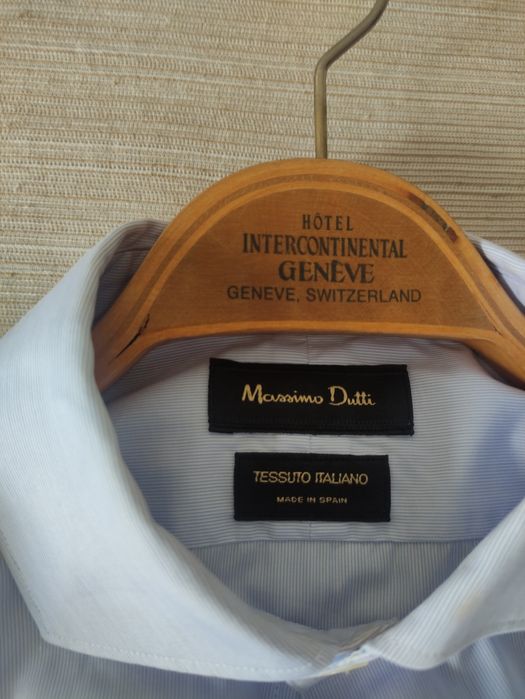 HÔTEL
INTERCONTINENTAL
GENÈVE
GENEVE, SWITZERLAND
Massimo Dutti
TESSUTO ITALIANO
MADE IN SPAIN